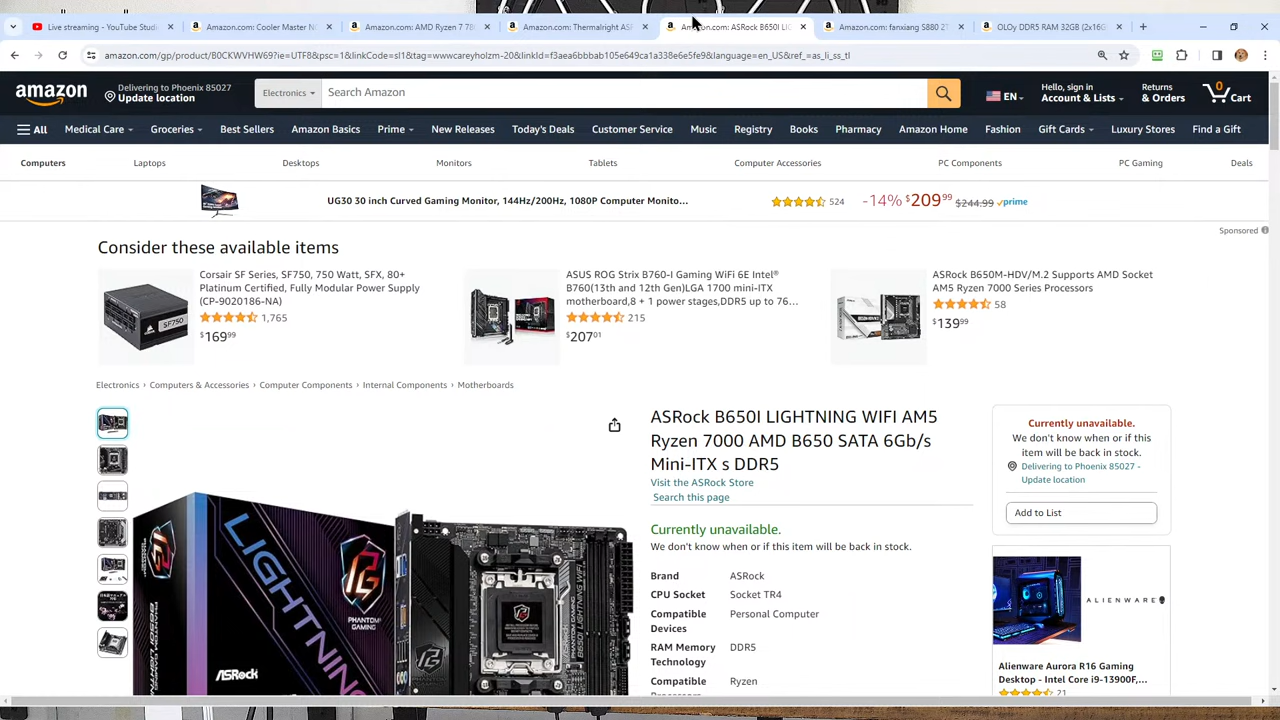 Live stream - YouTube Studio
Amazon.com: Cooler Master N
Amazon.com: AMD Ryzen 7 78
Amazon.com: Thermalright AS
Amazon.com: ASRock B650I LIG
Amazon.com: fanxiang S880 2T
OLOy DDR5 RAM 32GB (2x16G
amazon.com/gp/product/B0CKWVHW69?ie=UTF8&psc=1&linkCode=sl1&tag=wwwcareyholzm-20&linkId=f3aea6bbbab105e649ca1a338e6e5fe9&language=en_US&ref_=as_li_ss_tl
amazon
Delivering to Phoenix 85027
Update location
Electronics
Search Amazon
EN
Hello, sign in
Account & Lists
Returns
& Orders
0
Cart
All
Medical Care
Groceries
Best Sellers
Amazon Basics
Prime
New Releases
Today's Deals
Customer Service
Music
Registry
Books
Pharmacy
Amazon Home
Fashion
Gift Cards
Luxury Stores
Find a Gift
Computers
Laptops
Desktops
Monitors
Tablets
Computer Accessories
PC Components
PC Gaming
Deals
UG30 30 inch Curved Gaming Monitor, 144Hz/200Hz, 1080P Computer Monito...
524
-14% $209.99 $244.99 prime
Sponsored
Consider these available items
Corsair SF Series, SF750, 750 Watt, SFX, 80+
Platinum Certified, Fully Modular Power Supply
(CP-9020186-NA)
1,765
$169.99
ASUS ROG Strix B760-I Gaming WiFi 6E Intel®
B760(13th and 12th Gen)LGA 1700 mini-ITX
motherboard,8 + 1 power stages,DDR5 up to 76...
215
$207.01
ASRock B650M-HDV/M.2 Supports AMD Socket
AM5 Ryzen 7000 Series Processors
58
$139.99
Electronics › Computers & Accessories › Computer Components › Internal Components › Motherboards
ASRock B650I LIGHTNING WIFI AM5
Ryzen 7000 AMD B650 SATA 6Gb/s
Mini-ITX s DDR5
Visit the ASRock Store
Search this page
Currently unavailable.
We don't know when or if this item will be back in stock.
Brand ASRock
CPU Socket Socket TR4
Compatible Devices Personal Computer
RAM Memory Technology DDR5
Compatible Ryzen
Currently unavailable.
We don't know when or if this
item will be back in stock.
Delivering to Phoenix 85027 -
Update location
Add to List
ALIENWARE
Alienware Aurora R16 Gaming
Desktop - Intel Core i9-13900F,...
21
LIGHTNING
PHANTOM
GAMING
ASRock
B650I LIGHTNING WIFI
SF750